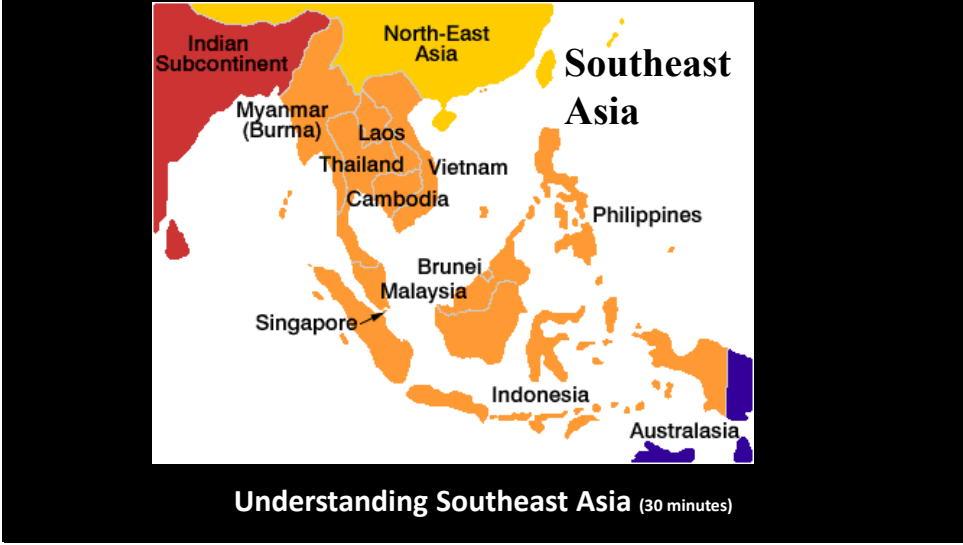 Indian
Subcontinent
North-East
Asia
Southeast
Asia
Myanmar
(Burma)
Laos
Thailand
Vietnam
Cambodia
Philippines
Brunei
Malaysia
Singapore
Indonesia
Australasia
Understanding Southeast Asia (30 minutes)